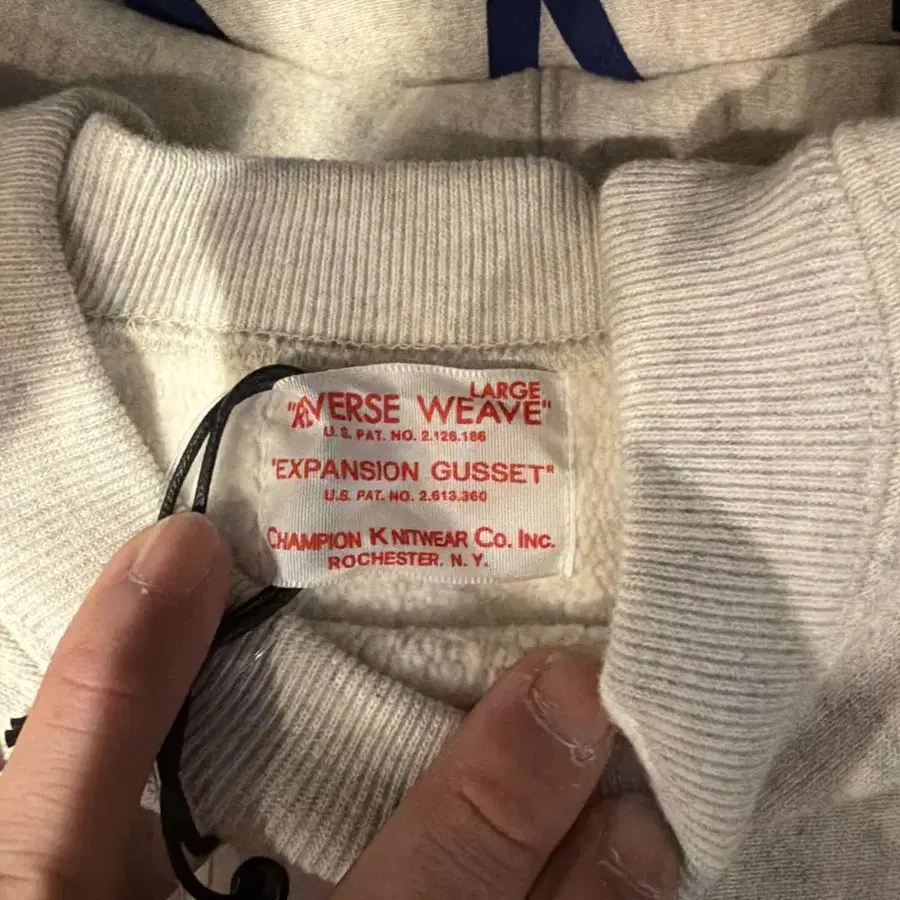 LARGE
"REVERSE WEAVE"
U.S. PAT. NO. 2.126.186
"EXPANSION GUSSET"
U.S. PAT. NO. 2.613.360
CHAMPION KNITWEAR CO. INC.
ROCHESTER. N.Y.